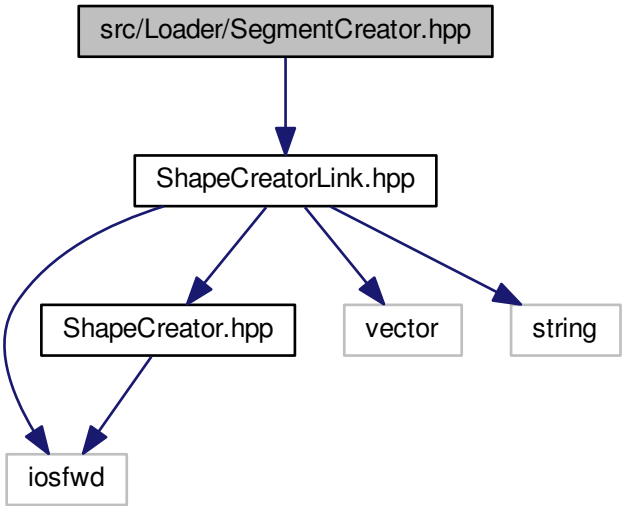 src/Loader/SegmentCreator.hpp
ShapeCreatorLink.hpp
ShapeCreator.hpp
vector
string
iosfwd